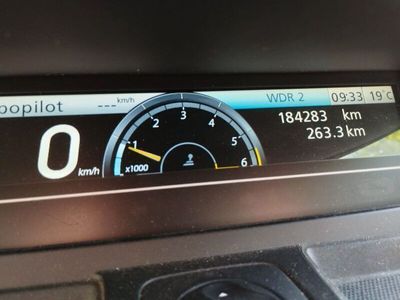 opopilot --- km/h WDR 2 09:33 19°C
0 km/h
1 2 3 4 5 6
x1000
184283 km
263.3 km